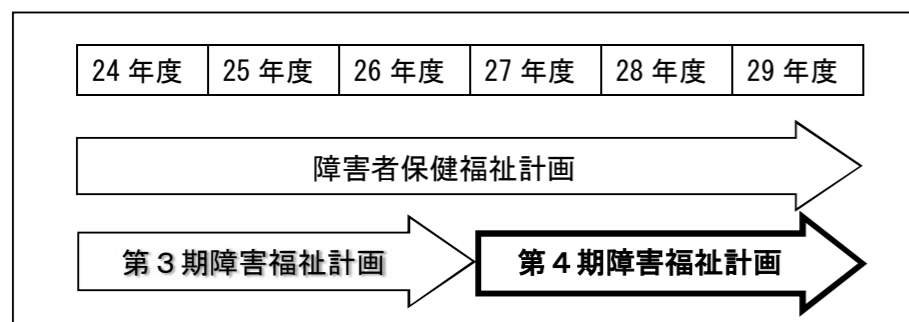 24 年度 25 年度 26 年度 27 年度 28 年度 29 年度
障害者保健福祉計画
第3期障害福祉計画 第4期障害福祉計画